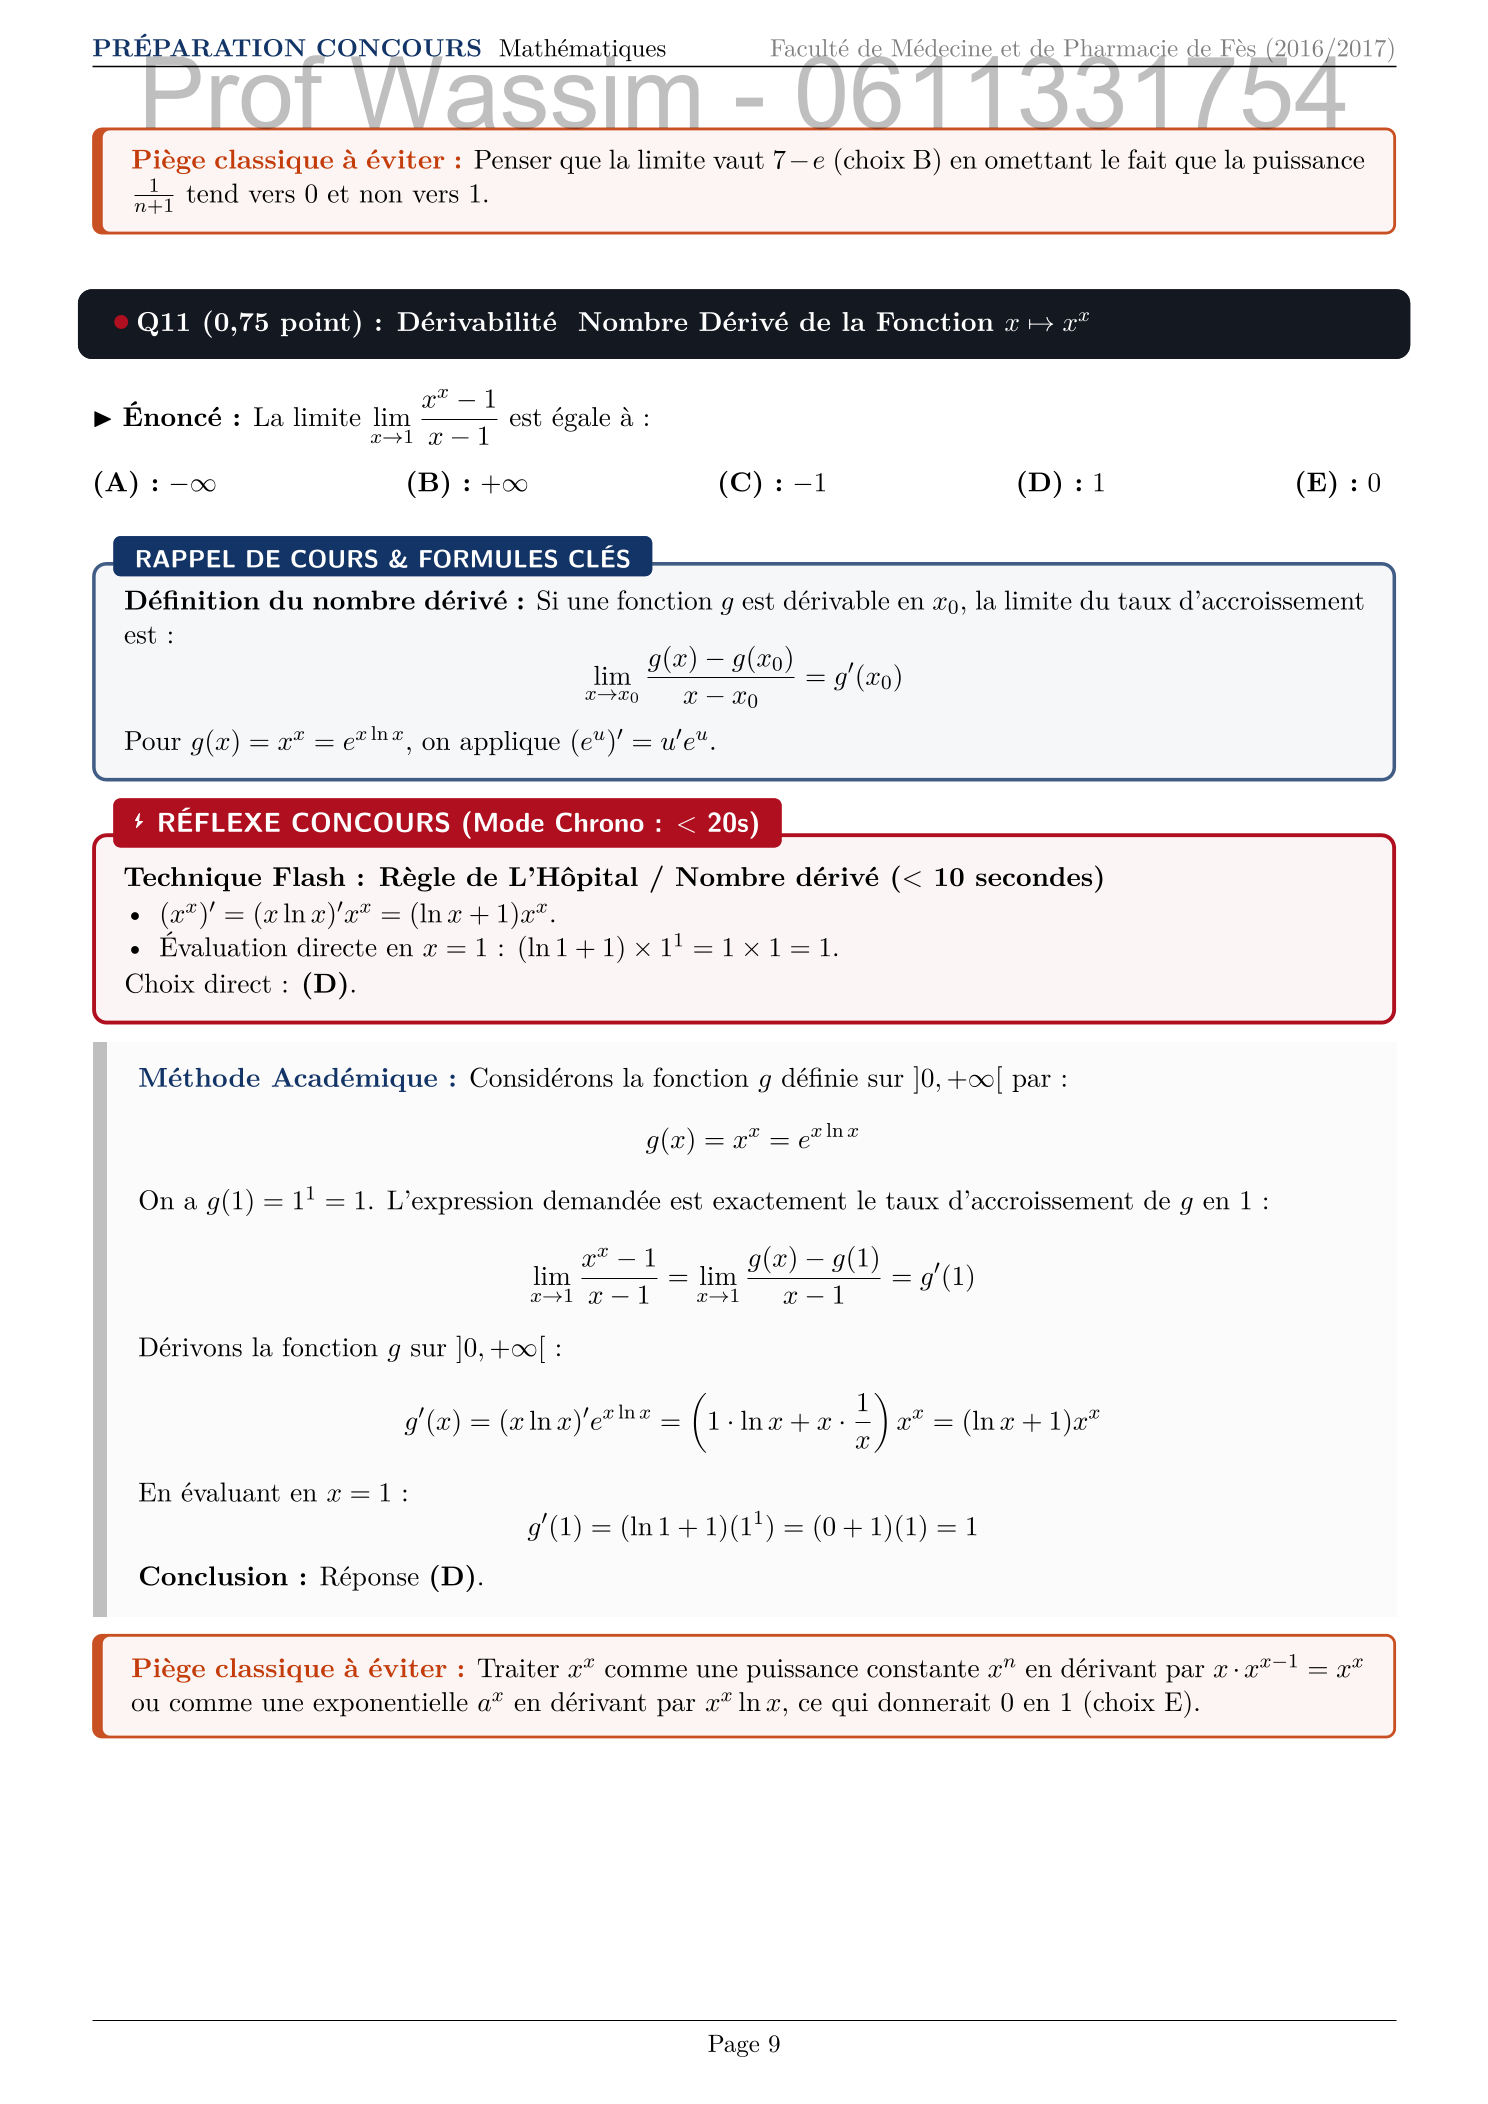 PRÉPARATION CONCOURS Mathématiques Faculté de Médecine et de Pharmacie de Fès (2016/2017)
Prof Wassim - 0611331754
Piège classique à éviter : Penser que la limite vaut 7 − e (choix B) en omettant le fait que la puissance
1/(n+1) tend vers 0 et non vers 1.
• Q11 (0,75 point) : Dérivabilité Nombre Dérivé de la Fonction x ↦ x^x
▶ Énoncé : La limite lim_{x→1} (x^x − 1)/(x − 1) est égale à :
(A) : −∞ (B) : +∞ (C) : −1 (D) : 1 (E) : 0
RAPPEL DE COURS & FORMULES CLÉS
Définition du nombre dérivé : Si une fonction g est dérivable en x₀, la limite du taux d'accroissement
est :
lim_{x→x₀} (g(x) − g(x₀))/(x − x₀) = g′(x₀)
Pour g(x) = x^x = e^{x ln x}, on applique (e^u)′ = u′e^u.
⚡ RÉFLEXE CONCOURS (Mode Chrono : < 20s)
Technique Flash : Règle de L'Hôpital / Nombre dérivé (< 10 secondes)
• (x^x)′ = (x ln x)′x^x = (ln x + 1)x^x.
• Évaluation directe en x = 1 : (ln 1 + 1) × 1^1 = 1 × 1 = 1.
Choix direct : (D).
Méthode Académique : Considérons la fonction g définie sur ]0, +∞[ par :
g(x) = x^x = e^{x ln x}
On a g(1) = 1^1 = 1. L'expression demandée est exactement le taux d'accroissement de g en 1 :
lim_{x→1} (x^x − 1)/(x − 1) = lim_{x→1} (g(x) − g(1))/(x − 1) = g′(1)
Dérivons la fonction g sur ]0, +∞[ :
g′(x) = (x ln x)′e^{x ln x} = (1 · ln x + x · 1/x) x^x = (ln x + 1)x^x
En évaluant en x = 1 :
g′(1) = (ln 1 + 1)(1^1) = (0 + 1)(1) = 1
Conclusion : Réponse (D).
Piège classique à éviter : Traiter x^x comme une puissance constante x^n en dérivant par x · x^{x−1} = x^x
ou comme une exponentielle a^x en dérivant par x^x ln x, ce qui donnerait 0 en 1 (choix E).
Page 9